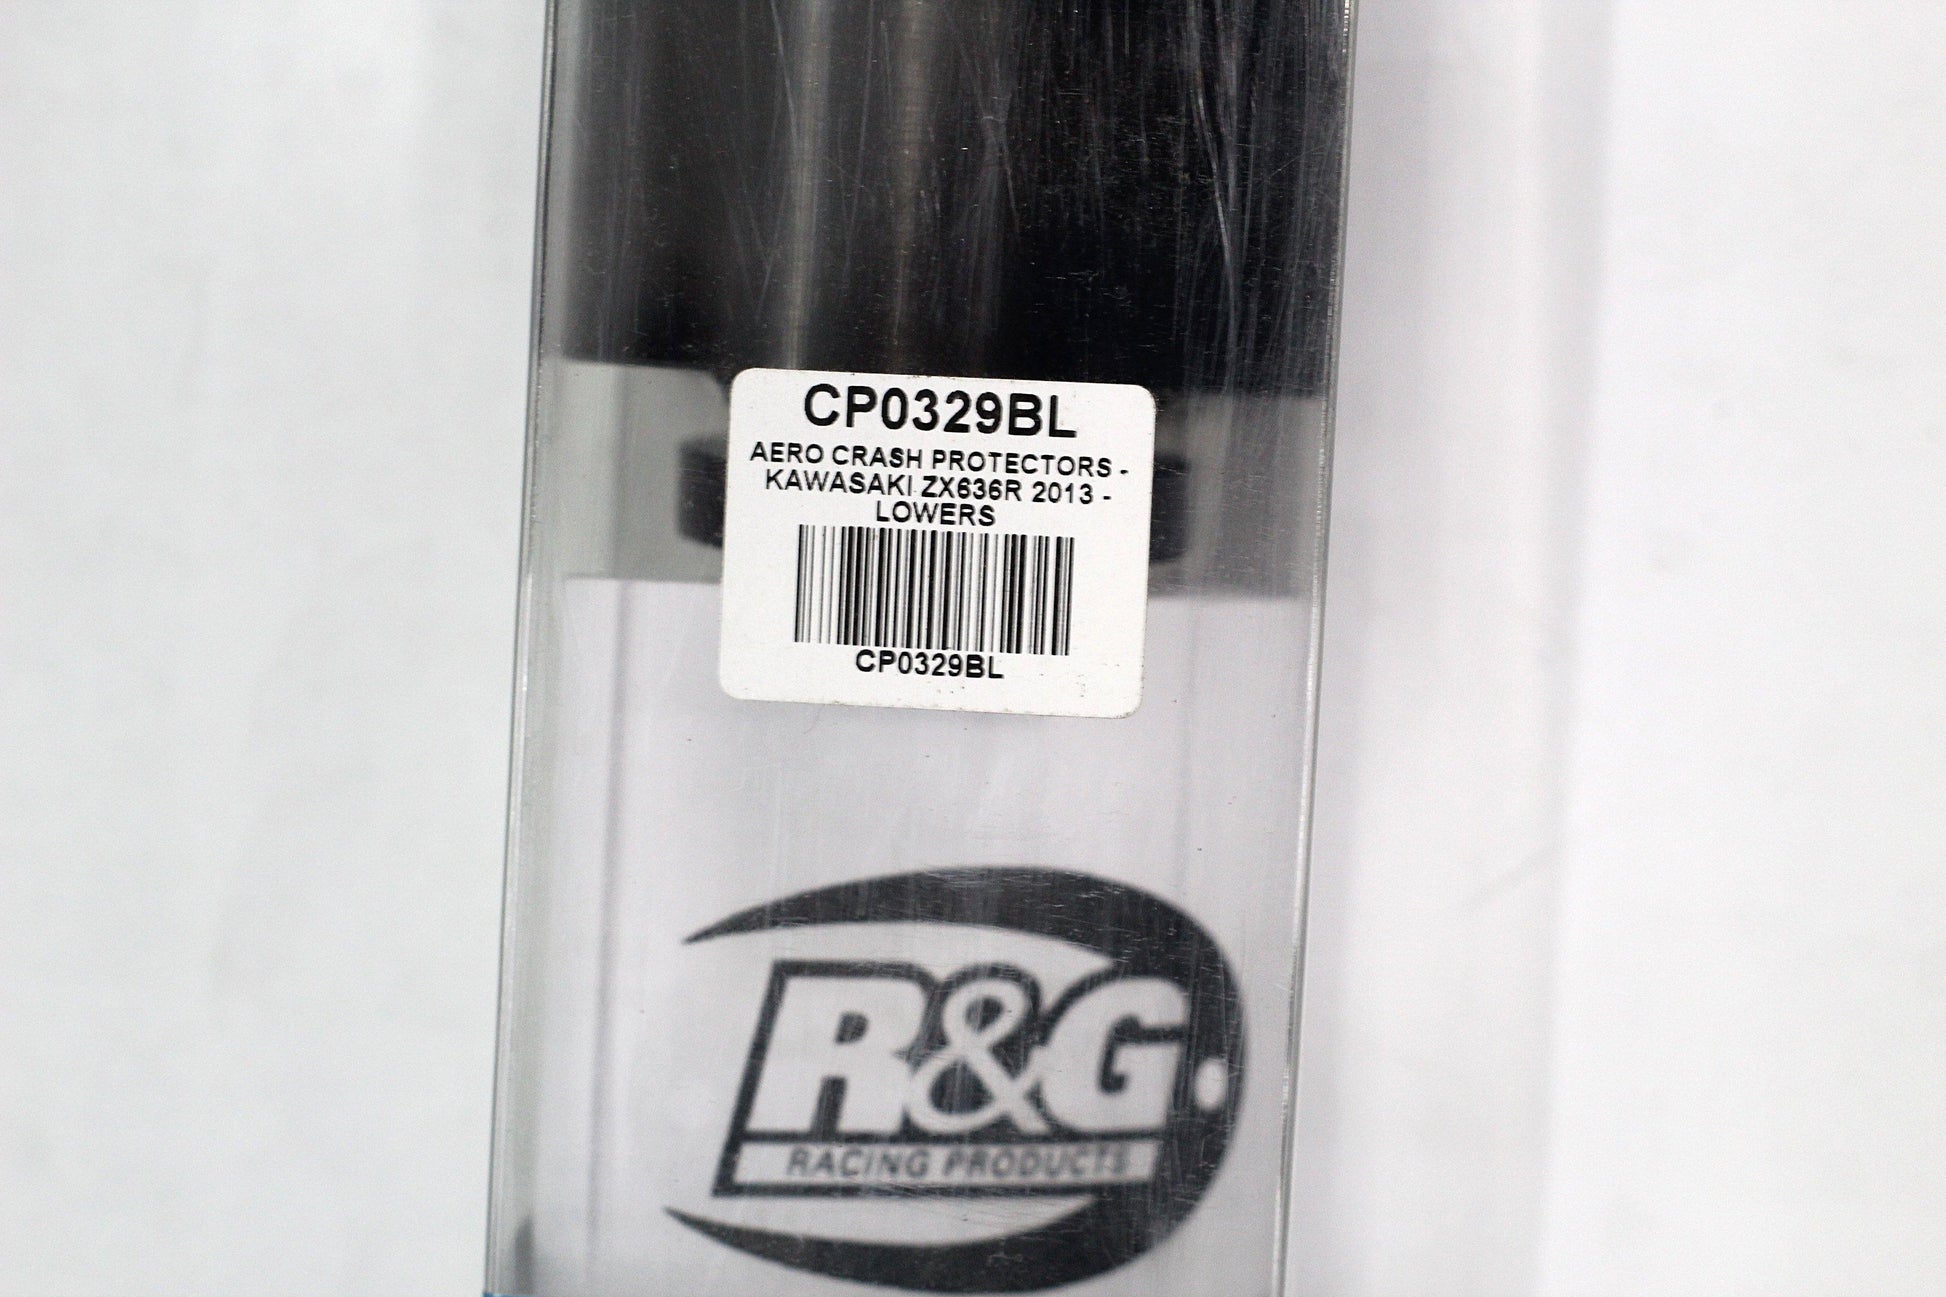 CP0329BL
AERO CRASH PROTECTORS -
KAWASAKI ZX636R 2013 -
LOWERS
CP0329BL
R&G
RACING PRODUCTS